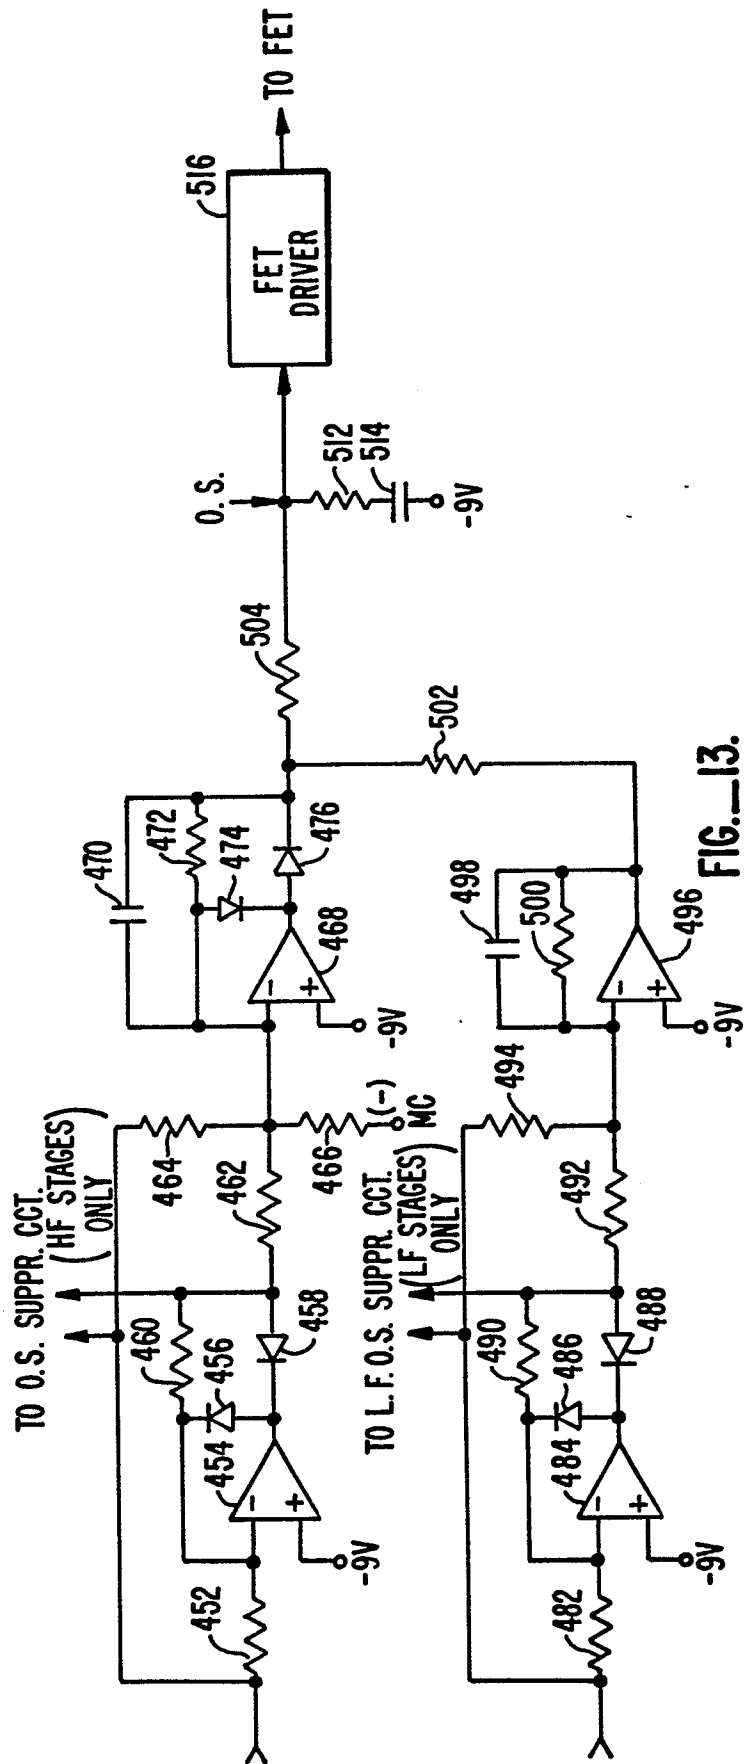 TO O.S. SUPPR. CCT.
(HF STAGES
ONLY)
452
454
456
458
460
462
464
466
(-)
MC
-9V
-
+
468
470
472
474
476
-9V
-
+
504
O.S.
512
514
-9V
516
FET
DRIVER
TO FET
TO L.F.O.S. SUPPR. CCT.
(LF STAGES
ONLY)
482
484
486
488
490
492
494
-9V
-
+
496
498
500
-9V
-
+
502
FIG._13.